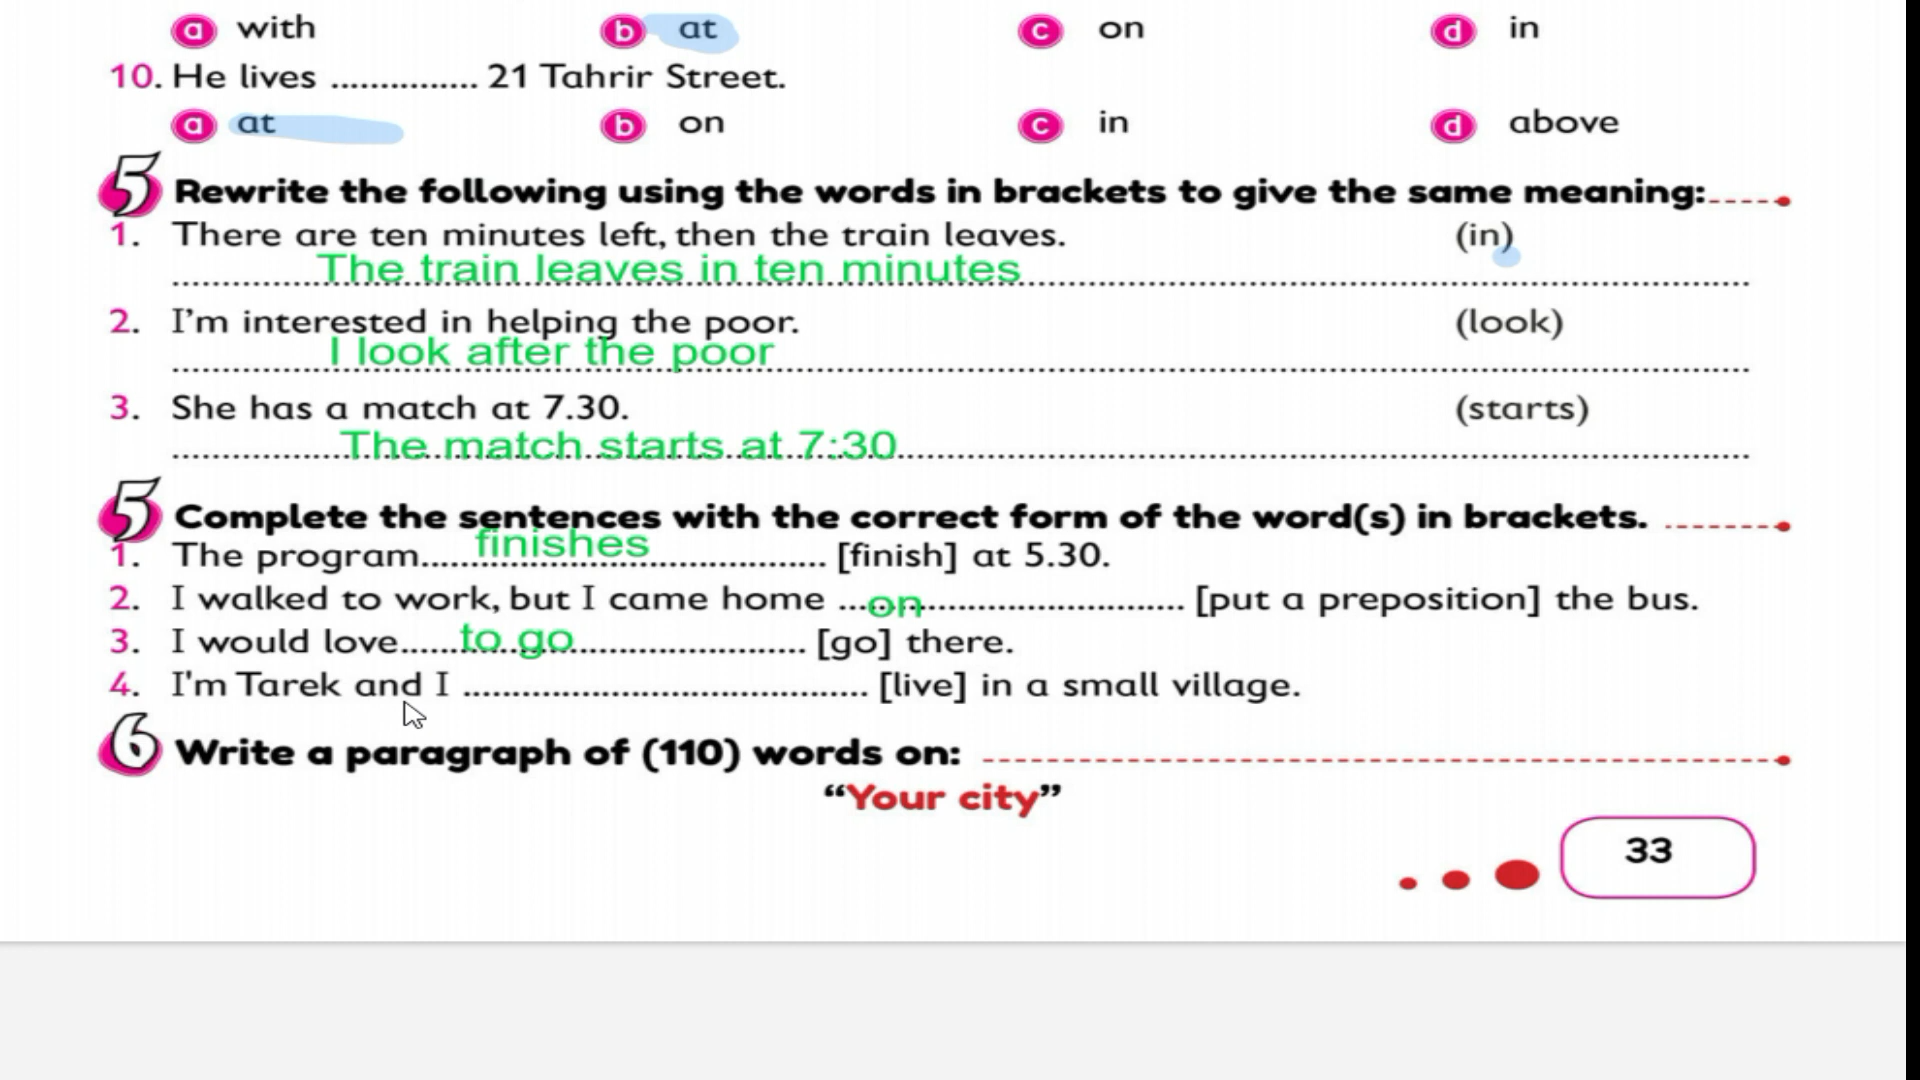 a with b at c on d in
10. He lives .............. 21 Tahrir Street.
a at b on c in d above
5 Rewrite the following using the words in brackets to give the same meaning:
1. There are ten minutes left, then the train leaves. (in)
The train leaves in ten minutes
2. I'm interested in helping the poor. (look)
I look after the poor
3. She has a match at 7.30. (starts)
The match starts at 7:30
5 Complete the sentences with the correct form of the word(s) in brackets.
1. The program....finishes.... [finish] at 5.30.
2. I walked to work, but I came home ...on... [put a preposition] the bus.
3. I would love....to go.... [go] there.
4. I'm Tarek and I ........................ [live] in a small village.
6 Write a paragraph of (110) words on:
“Your city”
33